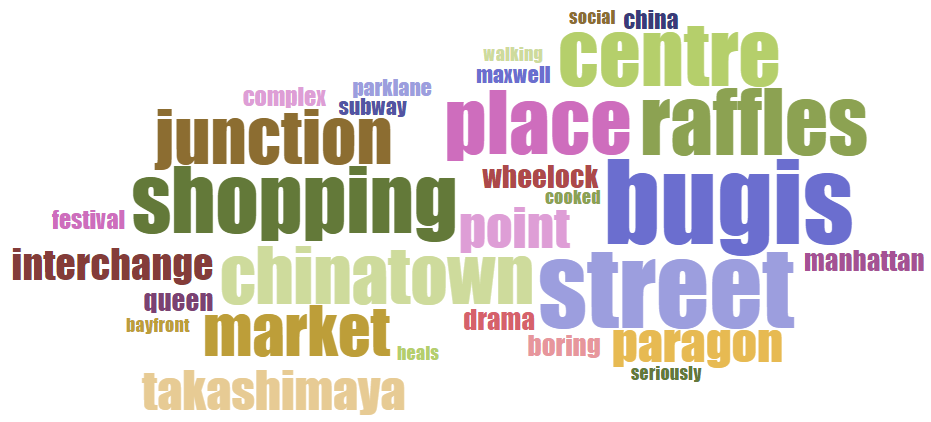 social china
centre
walking
maxwell
complex parklane
subway
junction place raffles
shopping wheelock bugis
cooked
festival point
interchange chinatown street manhattan
queen
bayfront market drama
heals boring paragon
seriously
takashimaya